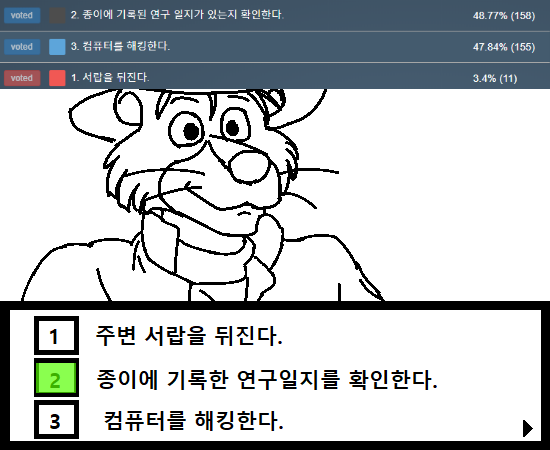 voted 2. 종이에 기록된 연구 일지가 있는지 확인한다. 48.77% (158)
voted 3. 컴퓨터를 해킹한다. 47.84% (155)
voted 1. 서랍을 뒤진다. 3.4% (11)
1 주변 서랍을 뒤진다.
2 종이에 기록한 연구일지를 확인한다.
3 컴퓨터를 해킹한다.